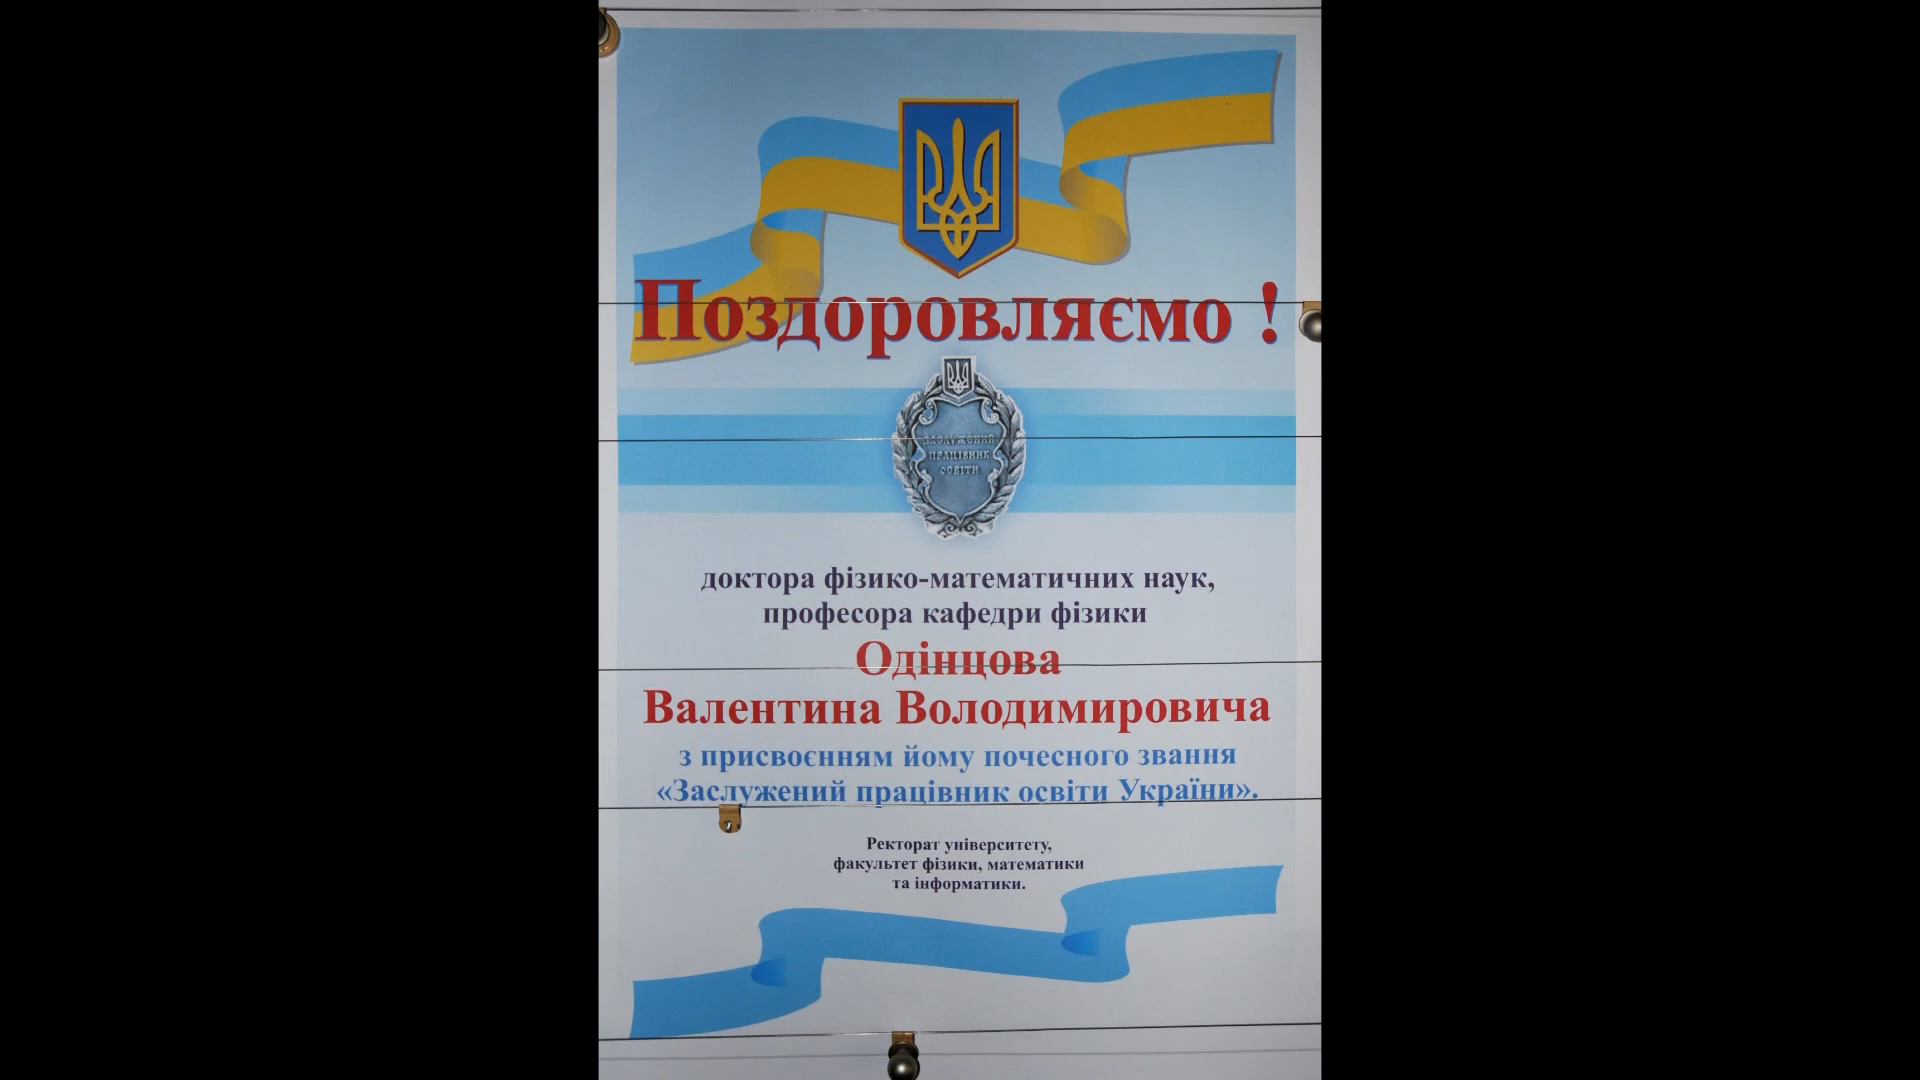 Поздоровляємо !
ЗАСЛУЖЕНИЙ
ПРАЦІВНИК
ОСВІТИ
доктора фізико-математичних наук,
професора кафедри фізики
Одінцова
Валентина Володимировича
з присвоєнням йому почесного звання
«Заслужений працівник освіти України».
Ректорат університету,
факультет фізики, математики
та інформатики.